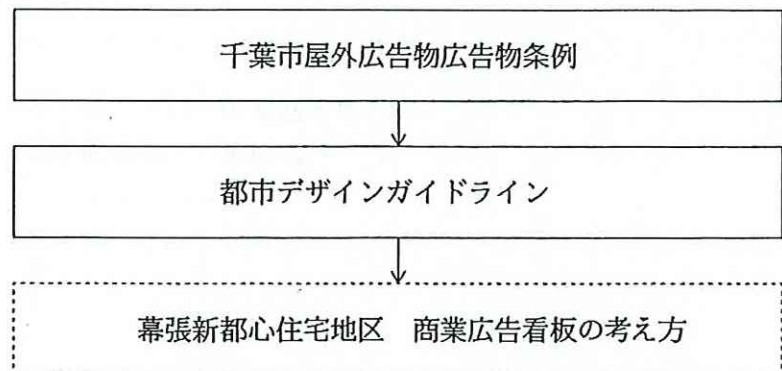 千葉市屋外広告物広告物条例
都市デザインガイドライン
幕張新都心住宅地区　商業広告看板の考え方